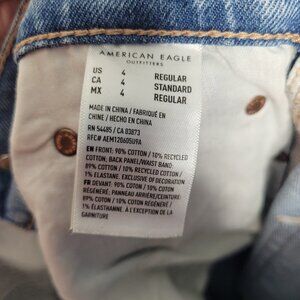 AMERICAN EAGLE
OUTFITTERS
US 4 REGULAR
CA 4 STANDARD
MX 4 REGULAR
MADE IN CHINA / FABRIQUÉ EN
CHINE / HECHO EN CHINA
RN 54485 / CA 03873
RFC# AEM120605U9A
EN FRONT: 90% COTTON / 10% RECYCLED
COTTON; BACK PANEL/WAIST BAND:
89% COTTON / 10% RECYCLED COTTON /
1% ELASTANE. EXCLUSIVE OF DECORATION
FR DEVANT: 90% COTON / 10% COTON
RÉGÉNÉRÉ; PANNEAU ARRIÈRE/CEINTURE:
89% COTON / 10% COTON RÉGÉNÉRÉ /
1% ÉLASTHANNE. À L'EXCEPTION DE LA
GARNITURE